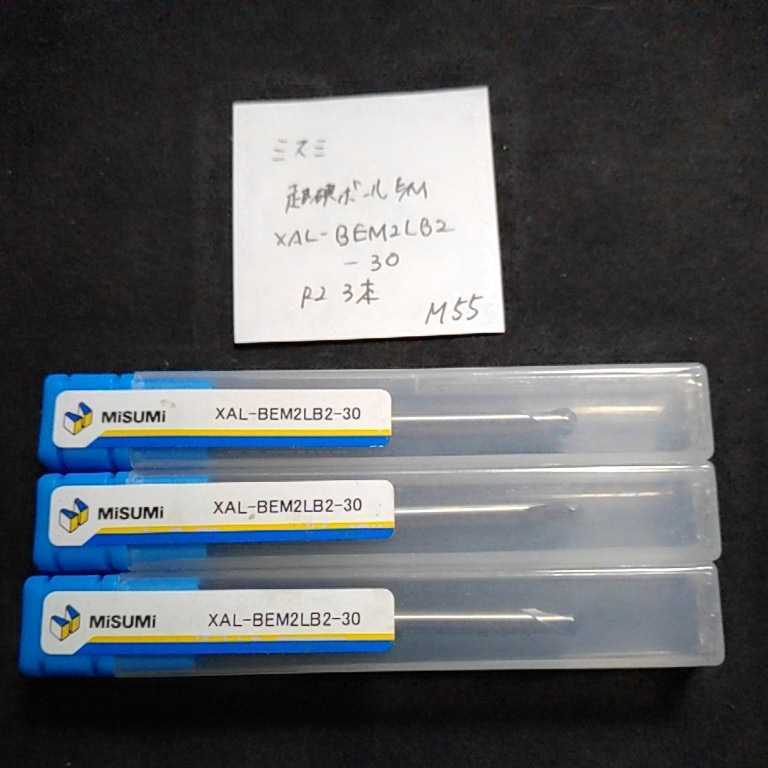 ミスミ
超硬ボールEM
XAL-BEM2LB2
-30
R2 3本
M55
MiSUMi XAL-BEM2LB2-30
MiSUMi XAL-BEM2LB2-30
MiSUMi XAL-BEM2LB2-30